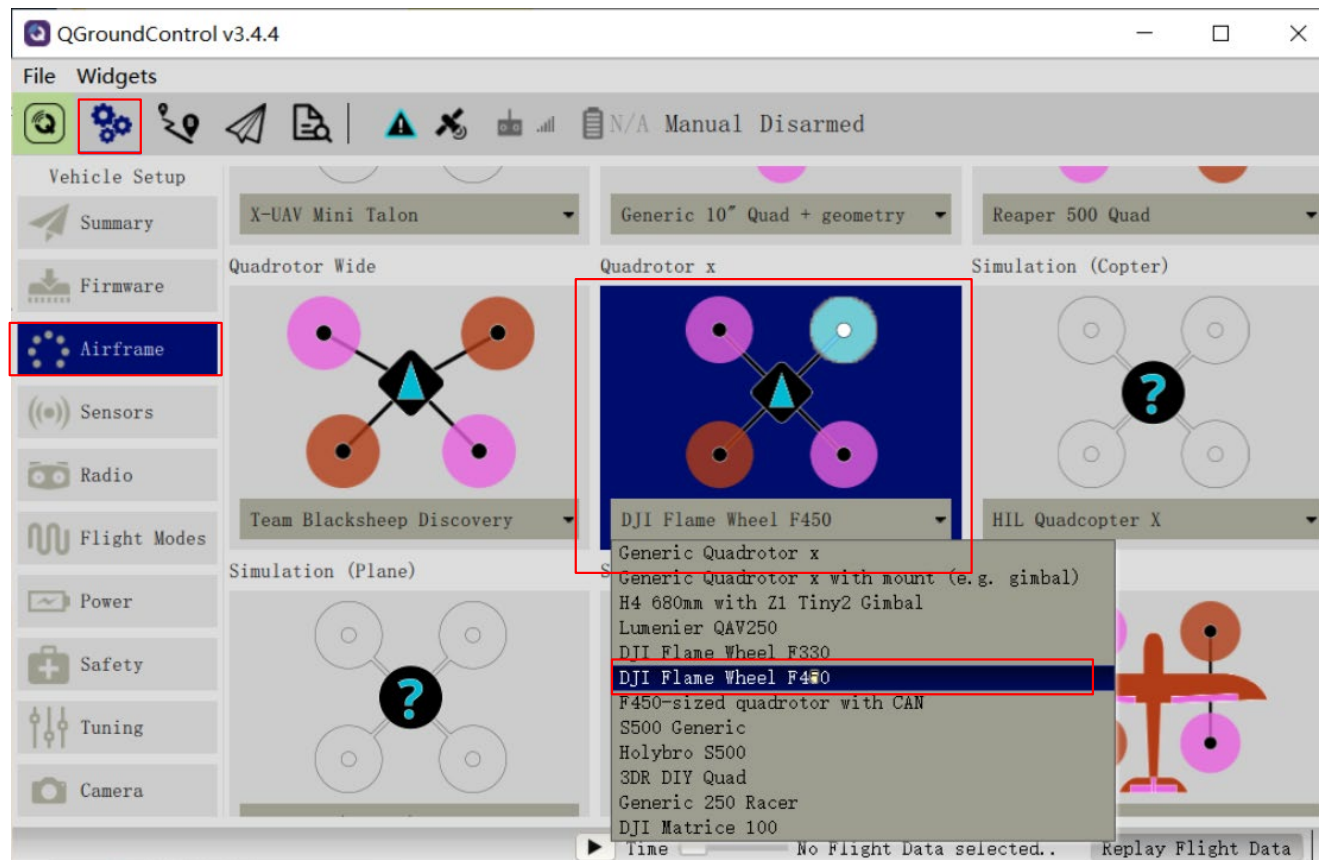 QGroundControl v3.4.4
File Widgets
N/A Manual Disarmed
Vehicle Setup
Summary
Firmware
Airframe
Sensors
Radio
Flight Modes
Power
Safety
Tuning
Camera
X-UAV Mini Talon
Generic 10″ Quad + geometry
Reaper 500 Quad
Quadrotor Wide
Quadrotor x
Simulation (Copter)
?
Team Blacksheep Discovery
DJI Flame Wheel F450
HIL Quadcopter X
Simulation (Plane)
S
?
Generic Quadrotor x
Generic Quadrotor x with mount (e.g. gimbal)
H4 680mm with Z1 Tiny2 Gimbal
Lumenier QAV250
DJI Flame Wheel F330
DJI Flame Wheel
F450-sized quadrotor with CAN
S500 Generic
Holybro S500
3DR DIY Quad
Generic 250 Racer
DJI Matrice 100
Time No Flight Data selected.. Replay Flight Data